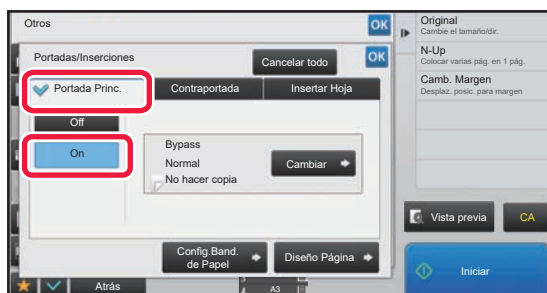 Otros
OK
Portadas/Inserciones
Cancelar todo
OK
Portada Princ.
Contraportada
Insertar Hoja
Off
On
Bypass
Normal
No hacer copia
Cambiar
Config.Band.
de Papel
Diseño Página
Atrás
A3
Original
Cambie el tamaño/dir.
N-Up
Colocar varias pág. en 1 pág.
Camb. Margen
Desplaz. posic. para margen
Vista previa
CA
Iniciar